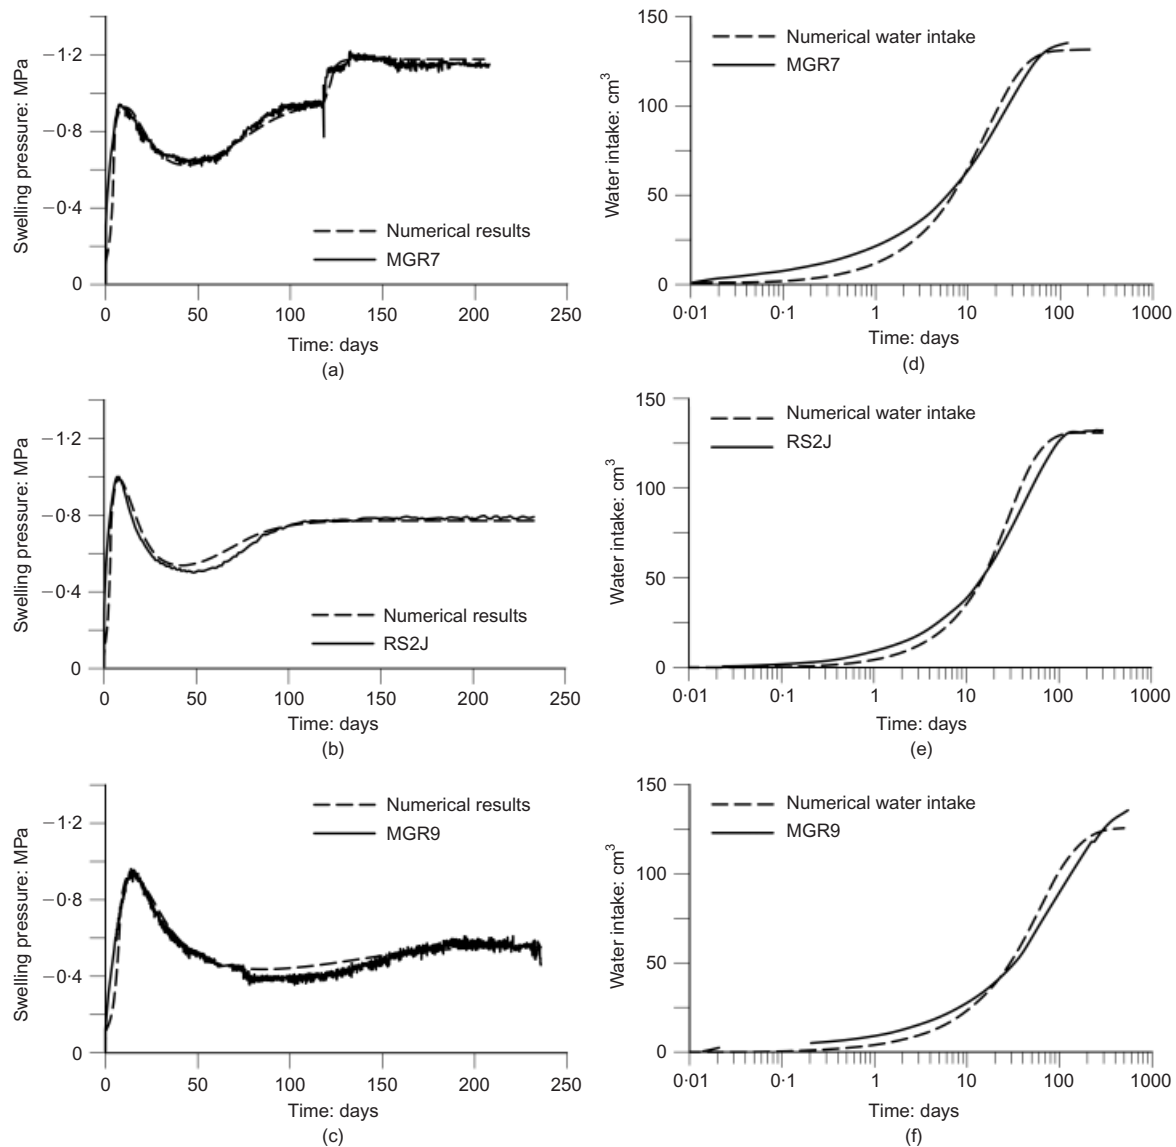 Swelling pressure: MPa
−1·2
−0·8
−0·4
0
Numerical results
MGR7
0 50 100 150 200 250
Time: days
(a)
Water intake: cm³
150
100
50
0
Numerical water intake
MGR7
0·01 0·1 1 10 100 1000
Time: days
(d)
Swelling pressure: MPa
−1·2
−0·8
−0·4
0
Numerical results
RS2J
0 50 100 150 200 250
Time: days
(b)
Water intake: cm³
150
100
50
0
Numerical water intake
RS2J
0·01 0·1 1 10 100 1000
Time: days
(e)
Swelling pressure: MPa
−1·2
−0·8
−0·4
0
Numerical results
MGR9
0 50 100 150 200 250
Time: days
(c)
Water intake: cm³
150
100
50
0
Numerical water intake
MGR9
0·01 0·1 1 10 100 1000
Time: days
(f)